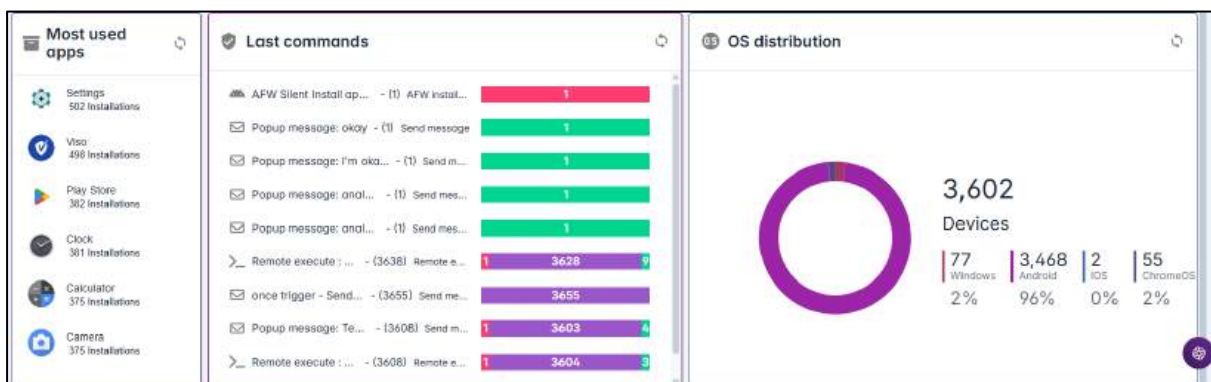 Most used
apps
Settings
502 Installations
Viso
498 Installations
Play Store
382 Installations
Clock
381 Installations
Calculator
375 Installations
Camera
375 Installations
Last commands
AFW Silent Install ap... - (1) AFW install... 1
Popup message: okay - (1) Send message 1
Popup message: I'm oka... - (1) Send m... 1
Popup message: anal... - (1) Send mes... 1
Popup message: anal... - (1) Send mes... 1
Remote execute : ... - (3638) Remote e... 1 3628 9
once trigger - Send... - (3655) Send me... 3655
Popup message: Te... - (3608) Send m... 1 3603 4
Remote execute : ... - (3608) Remote e... 1 3604 3
OS OS distribution
3,602
Devices
77 3,468 2 55
Windows Android IOS ChromeOS
2% 96% 0% 2%